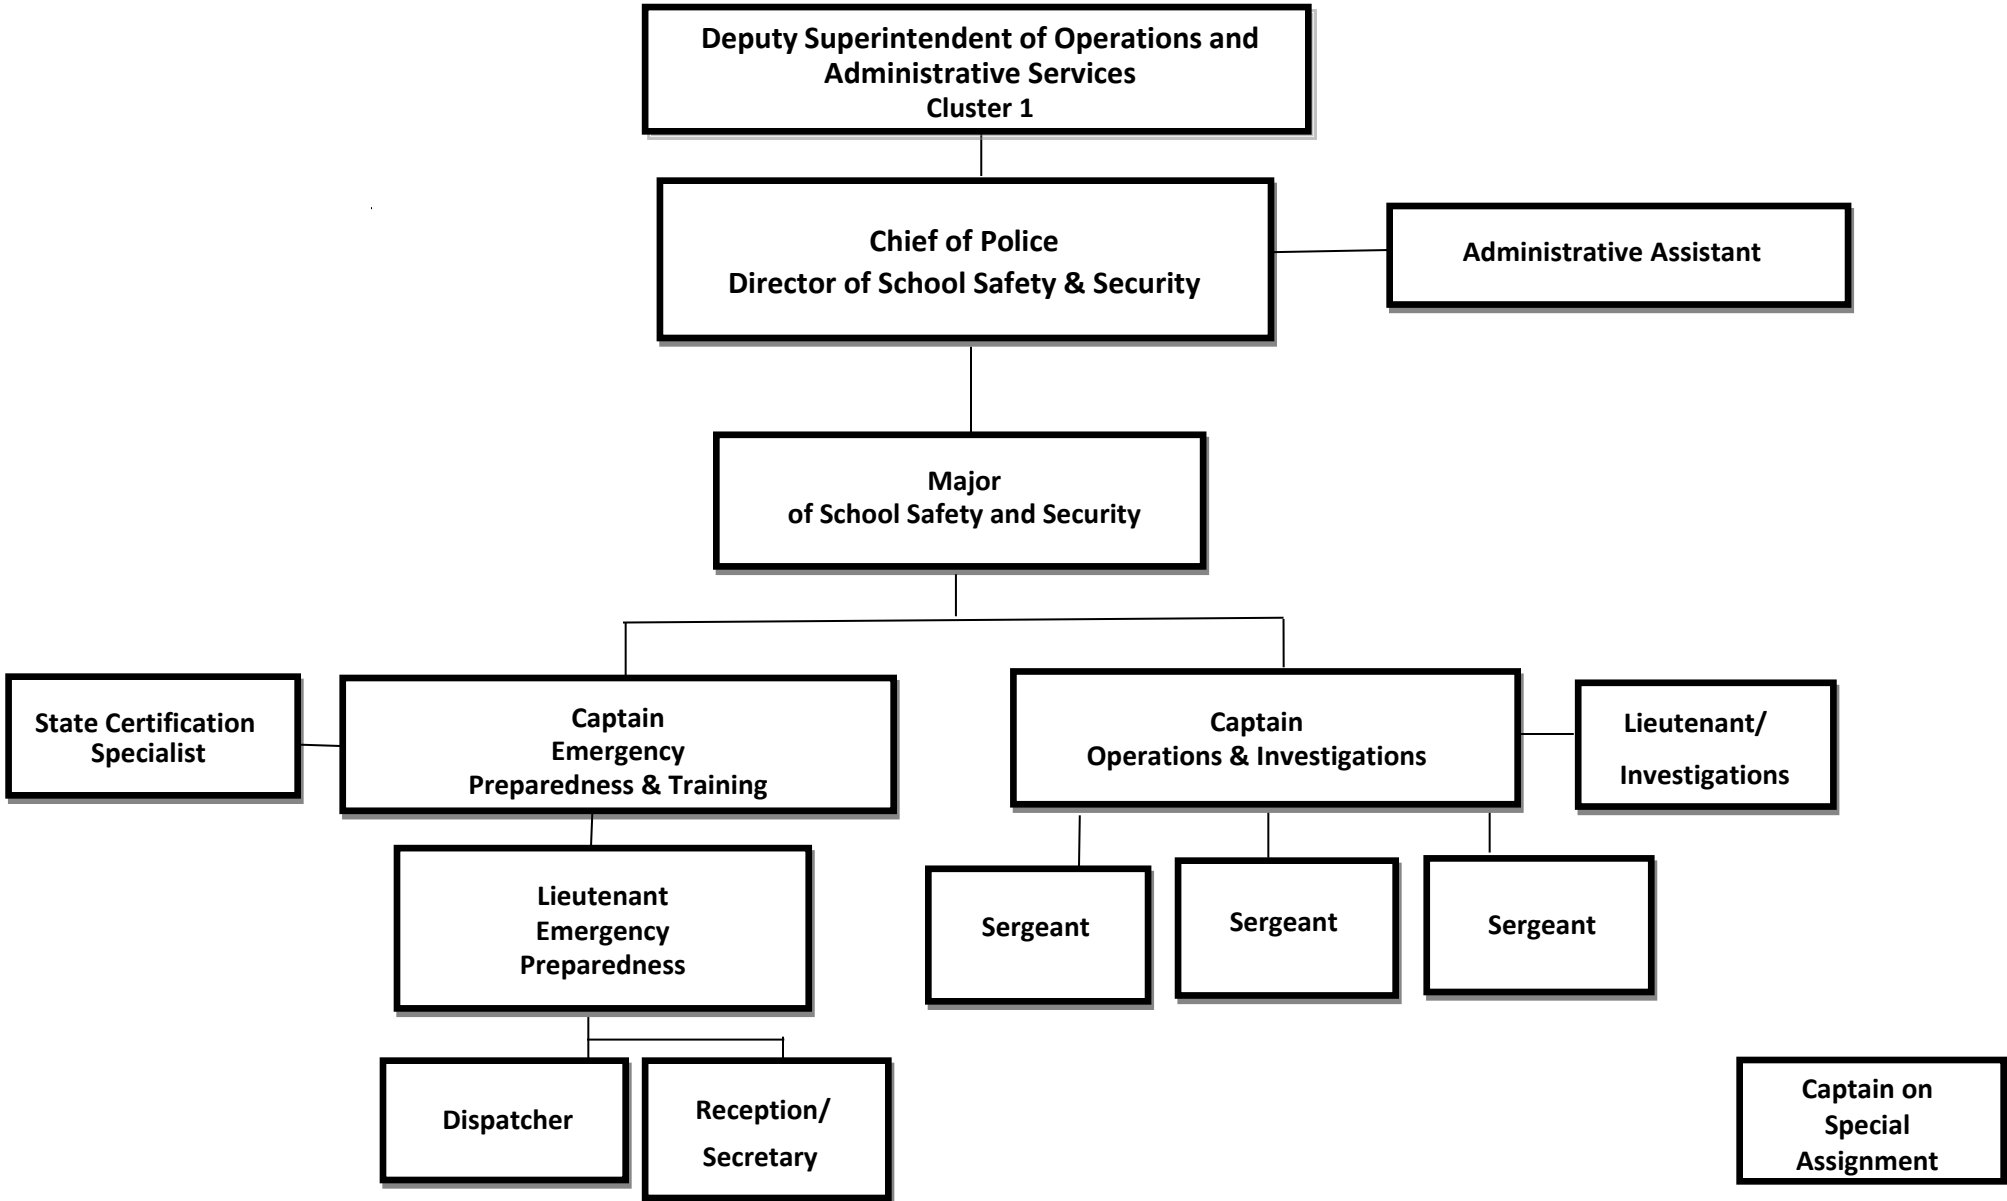 Deputy Superintendent of Operations and
Administrative Services
Cluster 1
Chief of Police
Director of School Safety & Security
Administrative Assistant
Major
of School Safety and Security
State Certification
Specialist
Captain
Emergency
Preparedness & Training
Captain
Operations & Investigations
Lieutenant/
Investigations
Lieutenant
Emergency
Preparedness
Sergeant
Sergeant
Sergeant
Dispatcher
Reception/
Secretary
Captain on
Special
Assignment